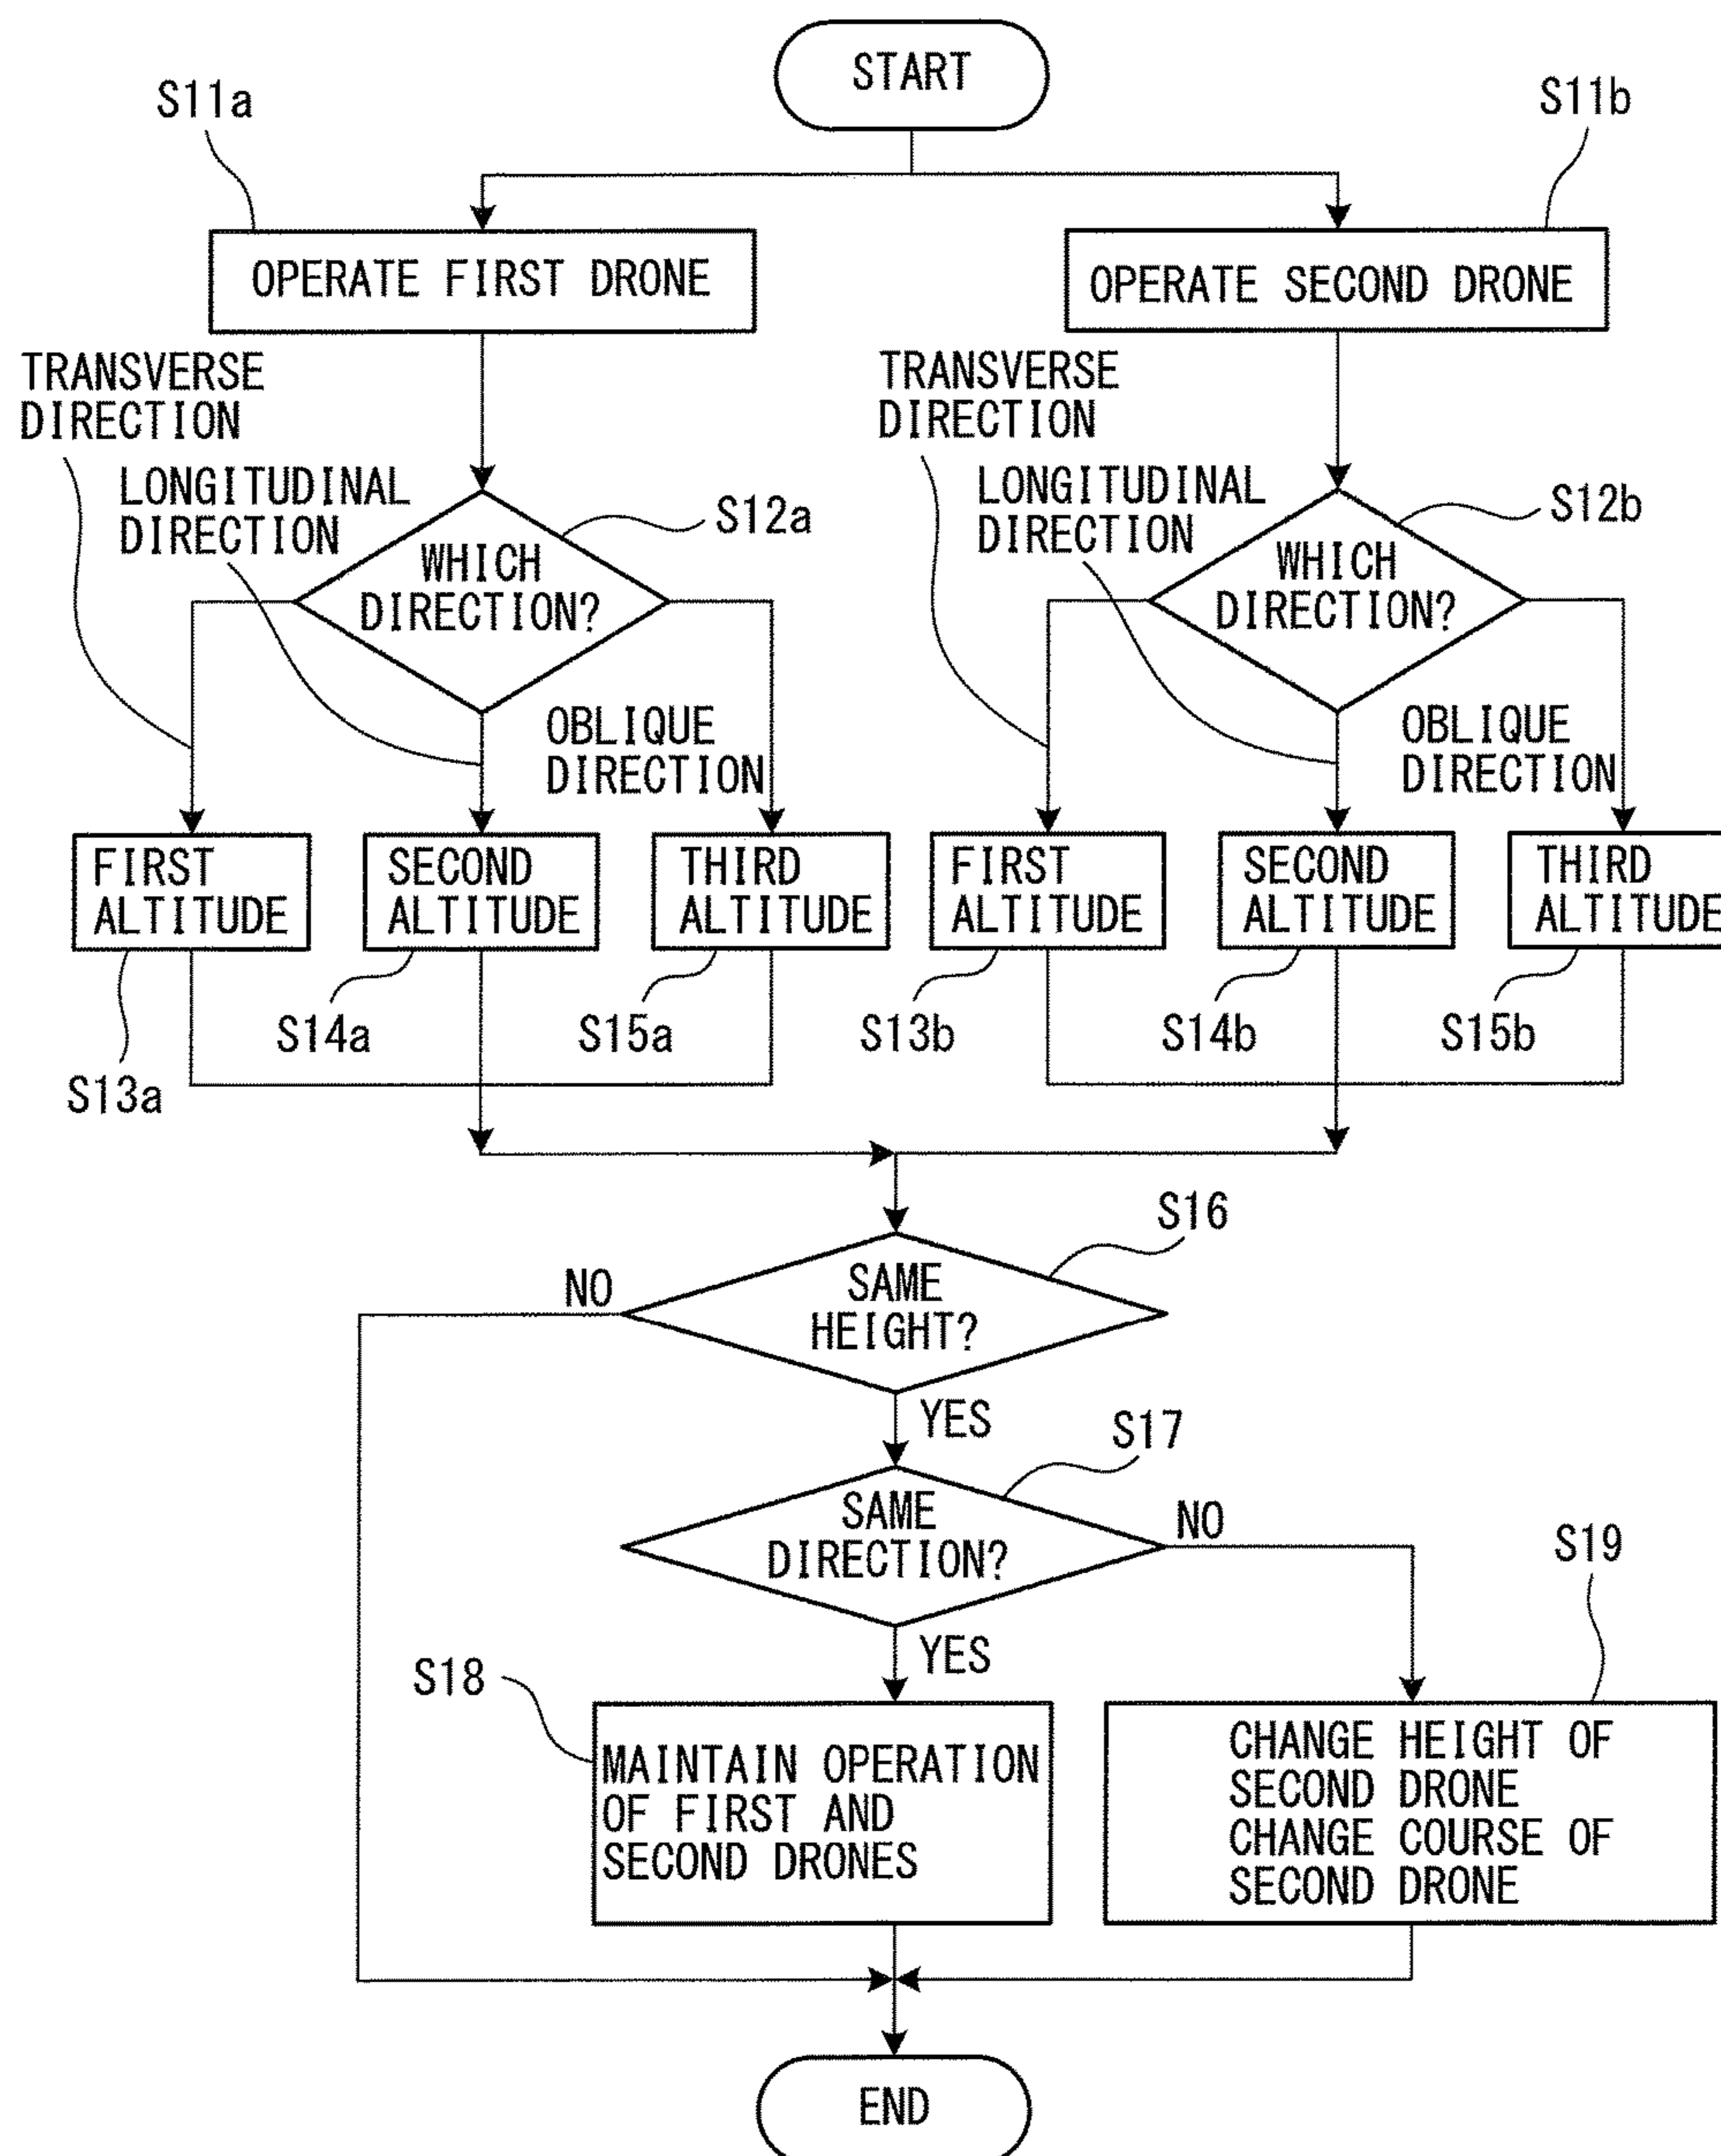 START
S11a
S11b
OPERATE FIRST DRONE
OPERATE SECOND DRONE
TRANSVERSE
DIRECTION
LONGITUDINAL
DIRECTION
S12a
WHICH
DIRECTION?
OBLIQUE
DIRECTION
TRANSVERSE
DIRECTION
LONGITUDINAL
DIRECTION
S12b
WHICH
DIRECTION?
OBLIQUE
DIRECTION
FIRST
ALTITUDE
SECOND
ALTITUDE
THIRD
ALTITUDE
FIRST
ALTITUDE
SECOND
ALTITUDE
THIRD
ALTITUDE
S13a
S14a
S15a
S13b
S14b
S15b
S16
SAME
HEIGHT?
NO
YES
S17
SAME
DIRECTION?
NO
YES
S18
S19
MAINTAIN OPERATION
OF FIRST AND
SECOND DRONES
CHANGE HEIGHT OF
SECOND DRONE
CHANGE COURSE OF
SECOND DRONE
END